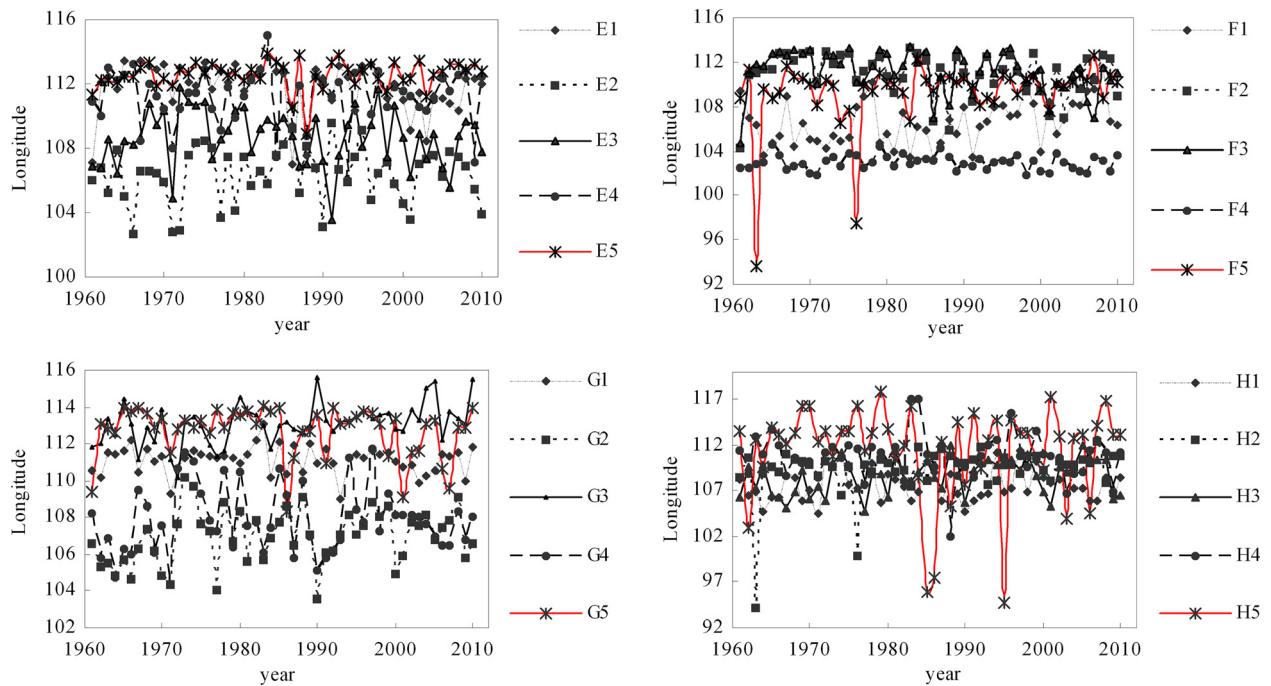 116
112
108
104
100
Longitude
1960 1970 1980 1990 2000 2010
year
E1
E2
E3
E4
E5
116
112
108
104
100
96
92
Longitude
1960 1970 1980 1990 2000 2010
year
F1
F2
F3
F4
F5
116
114
112
110
108
106
104
102
Longitude
1960 1970 1980 1990 2000 2010
year
G1
G2
G3
G4
G5
117
112
107
102
97
92
Longitude
1960 1970 1980 1990 2000 2010
year
H1
H2
H3
H4
H5